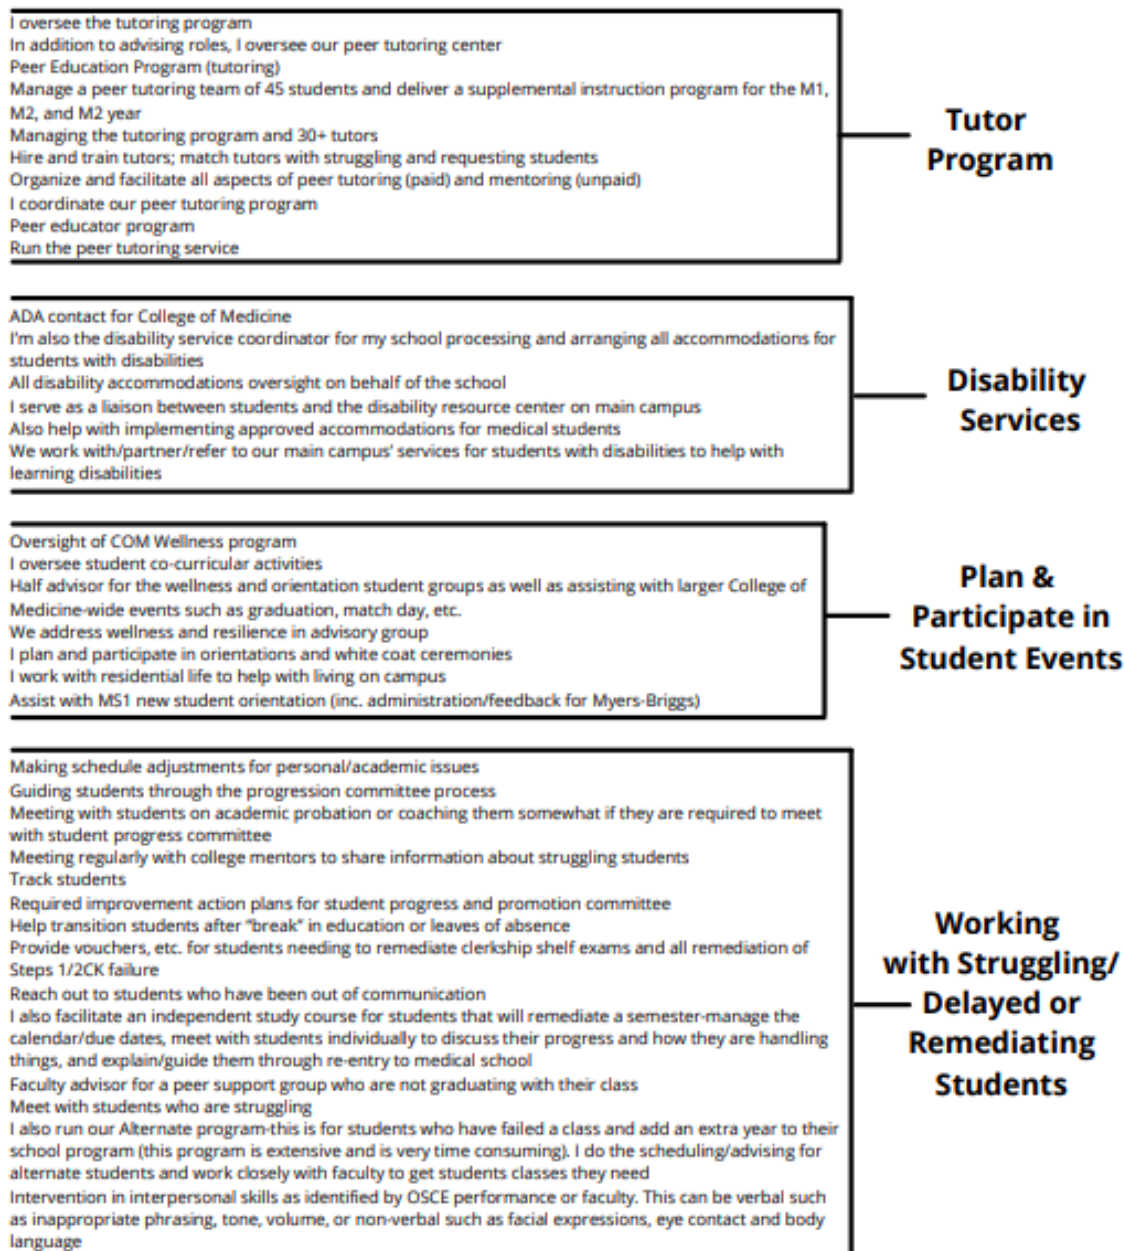 I oversee the tutoring program
In addition to advising roles, I oversee our peer tutoring center
Peer Education Program (tutoring)
Manage a peer tutoring team of 45 students and deliver a supplemental instruction program for the M1,
M2, and M2 year
Managing the tutoring program and 30+ tutors
Hire and train tutors; match tutors with struggling and requesting students
Organize and facilitate all aspects of peer tutoring (paid) and mentoring (unpaid)
I coordinate our peer tutoring program
Peer educator program
Run the peer tutoring service
Tutor
Program
ADA contact for College of Medicine
I'm also the disability service coordinator for my school processing and arranging all accommodations for
students with disabilities
All disability accommodations oversight on behalf of the school
I serve as a liaison between students and the disability resource center on main campus
Also help with implementing approved accommodations for medical students
We work with/partner/refer to our main campus' services for students with disabilities to help with
learning disabilities
Disability
Services
Oversight of COM Wellness program
I oversee student co-curricular activities
Half advisor for the wellness and orientation student groups as well as assisting with larger College of
Medicine-wide events such as graduation, match day, etc.
We address wellness and resilience in advisory group
I plan and participate in orientations and white coat ceremonies
I work with residential life to help with living on campus
Assist with MS1 new student orientation (inc. administration/feedback for Myers-Briggs)
Plan &
Participate in
Student Events
Making schedule adjustments for personal/academic issues
Guiding students through the progression committee process
Meeting with students on academic probation or coaching them somewhat if they are required to meet
with student progress committee
Meeting regularly with college mentors to share information about struggling students
Track students
Required improvement action plans for student progress and promotion committee
Help transition students after "break" in education or leaves of absence
Provide vouchers, etc. for students needing to remediate clerkship shelf exams and all remediation of
Steps 1/2CK failure
Reach out to students who have been out of communication
I also facilitate an independent study course for students that will remediate a semester-manage the
calendar/due dates, meet with students individually to discuss their progress and how they are handling
things, and explain/guide them through re-entry to medical school
Faculty advisor for a peer support group who are not graduating with their class
Meet with students who are struggling
I also run our Alternate program-this is for students who have failed a class and add an extra year to their
school program (this program is extensive and is very time consuming). I do the scheduling/advising for
alternate students and work closely with faculty to get students classes they need
Intervention in interpersonal skills as identified by OSCE performance or faculty. This can be verbal such
as inappropriate phrasing, tone, volume, or non-verbal such as facial expressions, eye contact and body
language
Working
with Struggling/
Delayed or
Remediating
Students